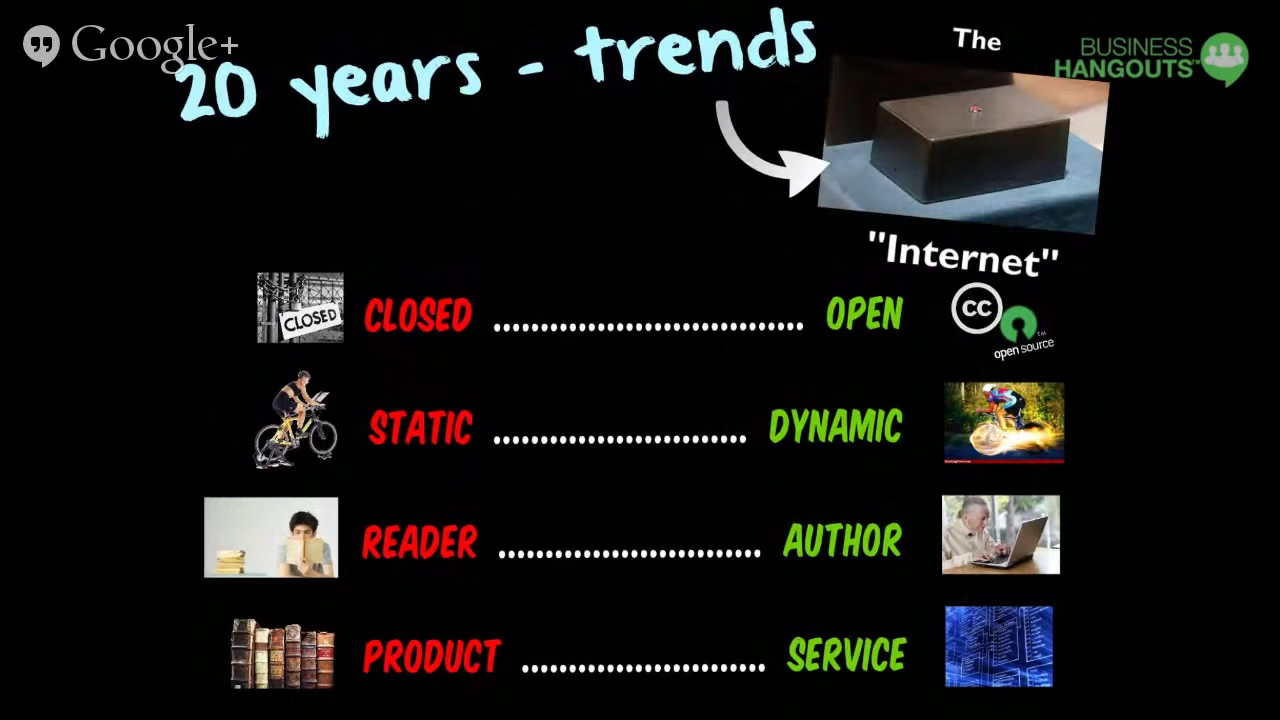 Google+
20 years - trends
The
BUSINESS
HANGOUTS™
"Internet"
CLOSED
CLOSED
OPEN
cc
open source
TM
STATIC
DYNAMIC
READER
AUTHOR
PRODUCT
SERVICE